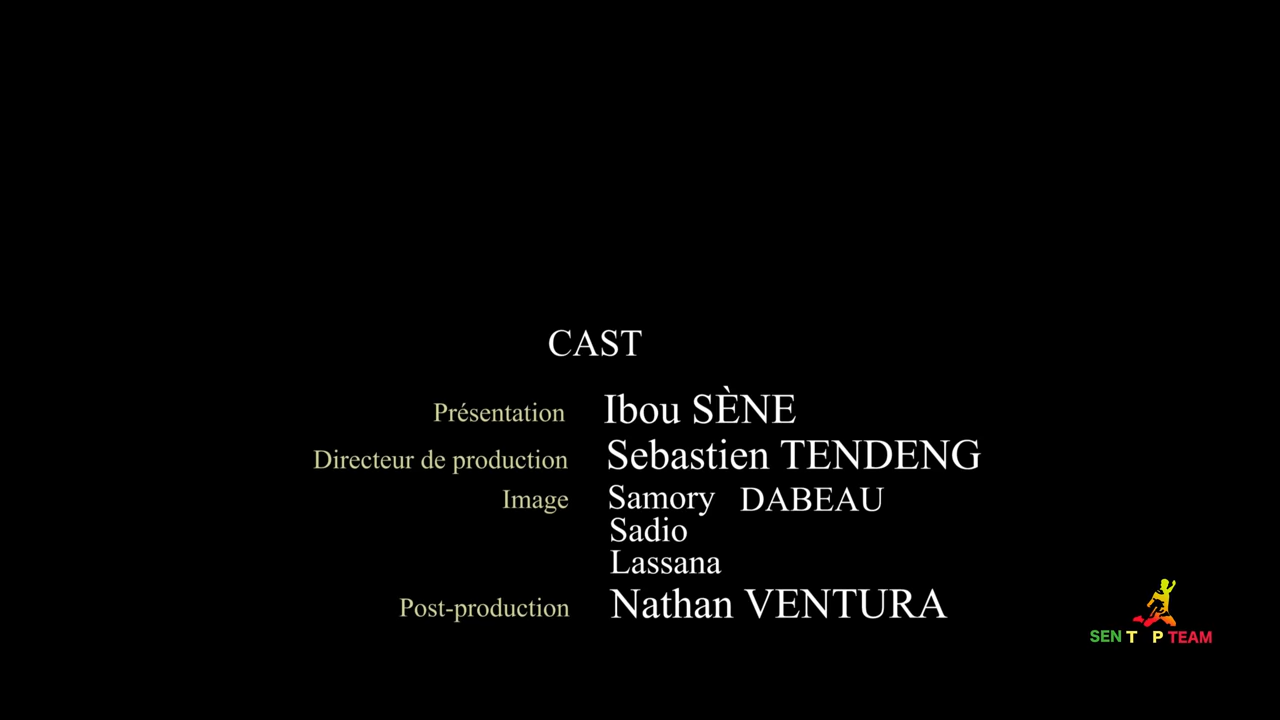 CAST
Présentation Ibou SÈNE
Directeur de production Sebastien TENDENG
Image Samory DABEAU
Sadio
Lassana
Post-production Nathan VENTURA
SEN T P TEAM